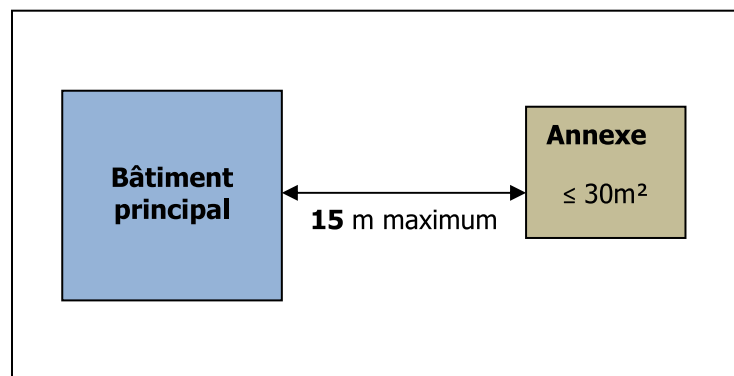 Bâtiment
principal
15 m maximum
Annexe
≤ 30m²